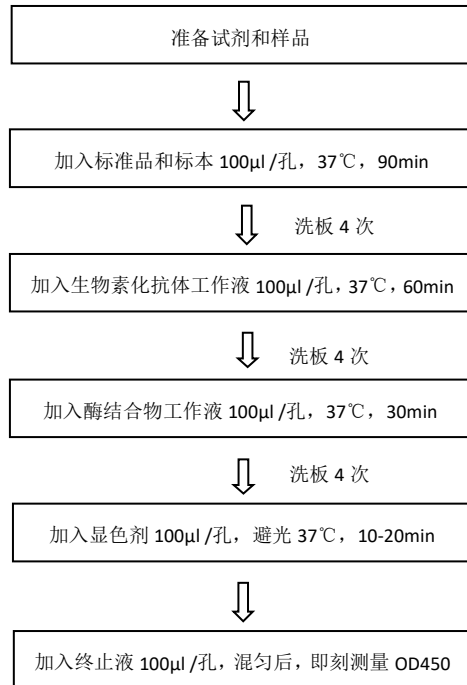 准备试剂和样品
加入标准品和标本 100μl /孔，37℃，90min
洗板 4 次
加入生物素化抗体工作液 100μl /孔，37℃，60min
洗板 4 次
加入酶结合物工作液 100μl /孔，37℃，30min
洗板 4 次
加入显色剂 100μl /孔，避光 37℃，10-20min
加入终止液 100μl /孔，混匀后，即刻测量 OD450